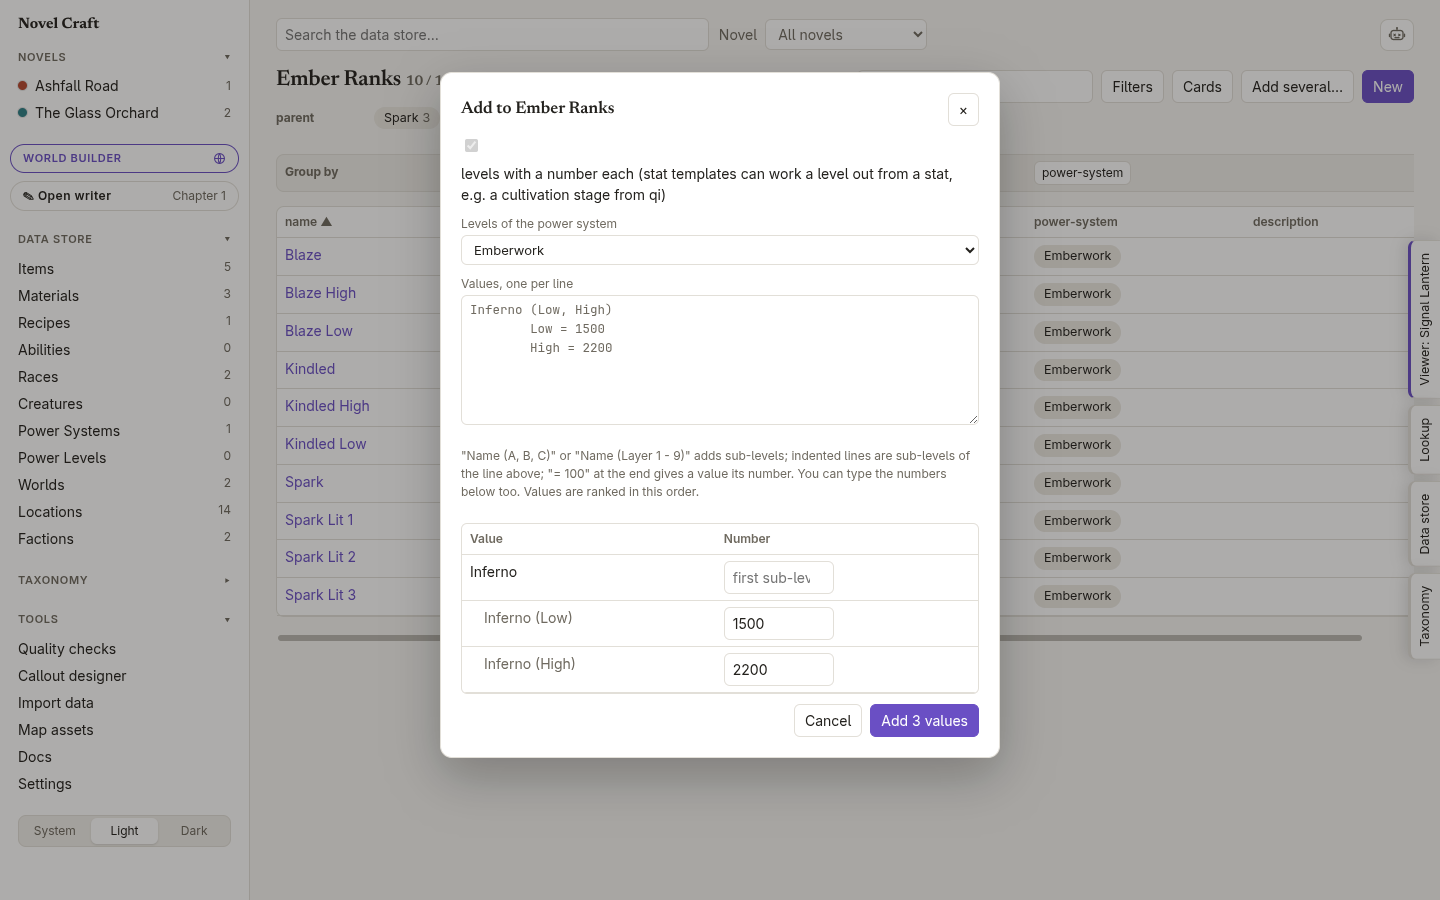 Novel Craft
NOVELS
Ashfall Road 1
The Glass Orchard 2
WORLD BUILDER
Open writer Chapter 1
DATA STORE
Items 5
Materials 3
Recipes 1
Abilities 0
Races 2
Creatures 0
Power Systems 1
Power Levels 0
Worlds 2
Locations 14
Factions 2
TAXONOMY
TOOLS
Quality checks
Callout designer
Import data
Map assets
Docs
Settings
System Light Dark
Search the data store...
Novel All novels
Ember Ranks 10 / 1
Filters Cards Add several... New
parent Spark 3
Group by power-system
name ▲ power-system description
Blaze Emberwork
Blaze High Emberwork
Blaze Low Emberwork
Kindled Emberwork
Kindled High Emberwork
Kindled Low Emberwork
Spark Emberwork
Spark Lit 1 Emberwork
Spark Lit 2 Emberwork
Spark Lit 3 Emberwork
Add to Ember Ranks ×
levels with a number each (stat templates can work a level out from a stat,
e.g. a cultivation stage from qi)
Levels of the power system
Emberwork
Values, one per line
Inferno (Low, High)
Low = 1500
High = 2200
"Name (A, B, C)" or "Name (Layer 1 - 9)" adds sub-levels; indented lines are sub-levels of
the line above; "= 100" at the end gives a value its number. You can type the numbers
below too. Values are ranked in this order.
Value Number
Inferno first sub-lev
Inferno (Low) 1500
Inferno (High) 2200
Cancel Add 3 values
Viewer: Signal Lantern
Lookup
Data store
Taxonomy